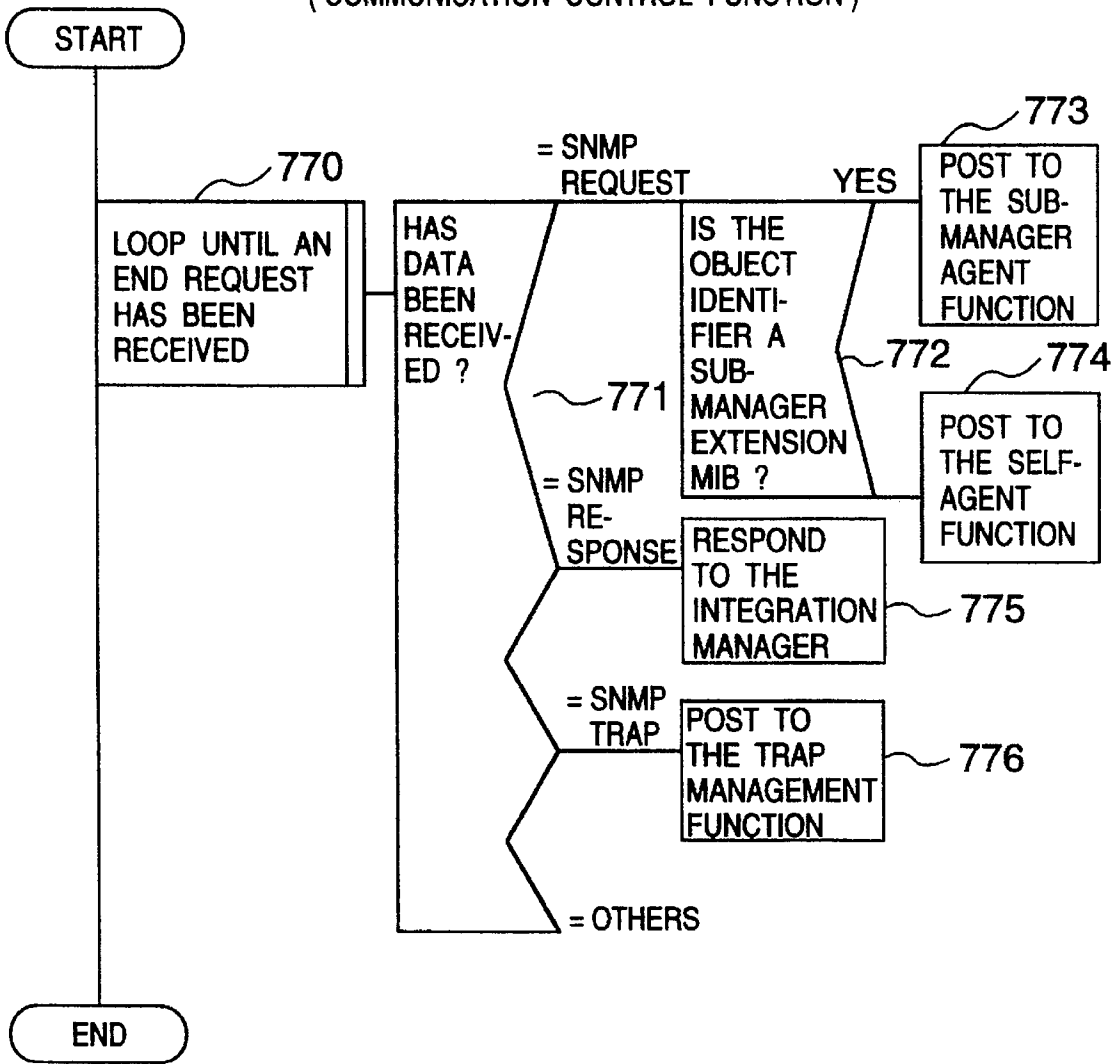 ( COMMUNICATION CONTROL FUNCTION )
START
770
LOOP UNTIL AN
END REQUEST
HAS BEEN
RECEIVED
HAS
DATA
BEEN
RECEIV-
ED ?
771
= SNMP
REQUEST
IS THE
OBJECT
IDENTI-
FIER A
SUB-
MANAGER
EXTENSION
MIB ?
YES
772
773
POST TO
THE SUB-
MANAGER
AGENT
FUNCTION
774
POST TO
THE SELF-
AGENT
FUNCTION
= SNMP
RE-
SPONSE
RESPOND
TO THE
INTEGRATION
MANAGER
775
= SNMP
TRAP
POST TO
THE TRAP
MANAGEMENT
FUNCTION
776
= OTHERS
END